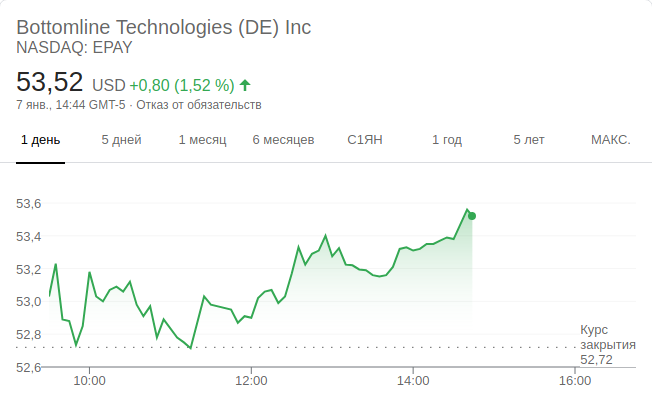 Bottomline Technologies (DE) Inc
NASDAQ: EPAY
53,52 USD +0,80 (1,52 %)
7 янв., 14:44 GMT-5 · Отказ от обязательств
1 день 5 дней 1 месяц 6 месяцев С1ЯН 1 год 5 лет МАКС.
53,6
53,4
53,2
53,0
52,8
52,6
Курс
закрытия
52,72
10:00 12:00 14:00 16:00